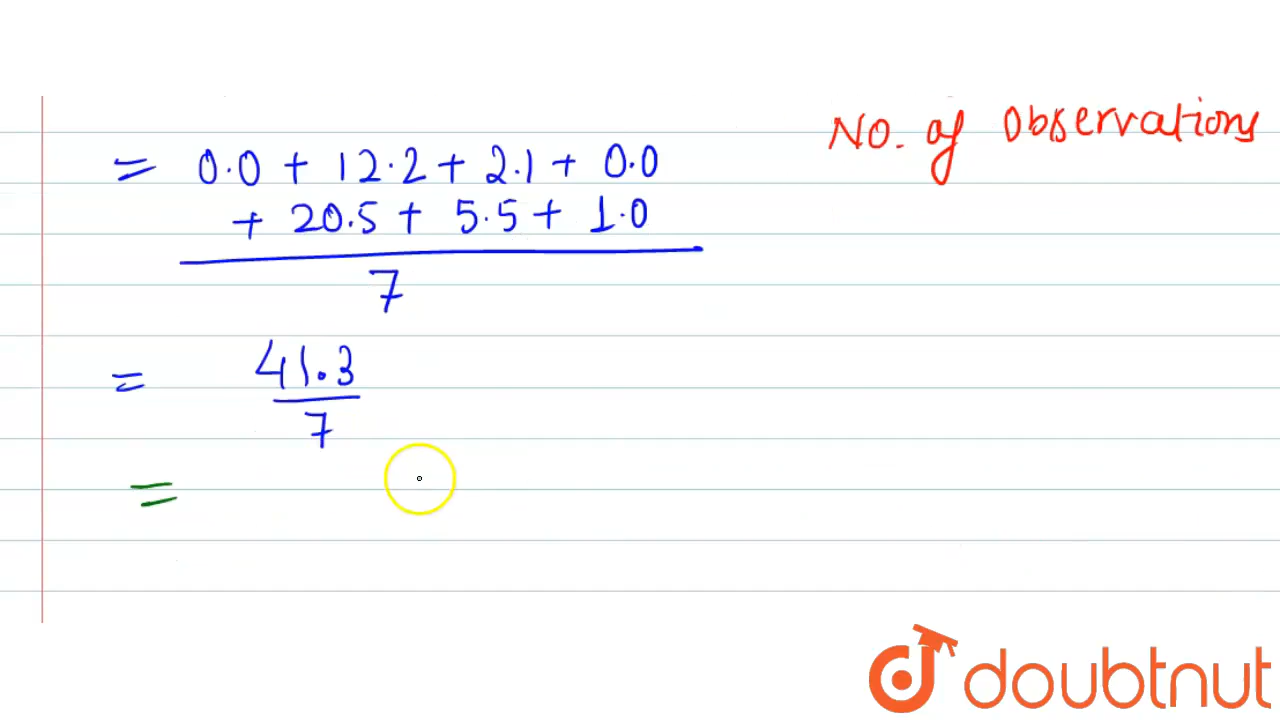 No. of Observations
= 0.0 + 12.2 + 2.1 + 0.0
+ 20.5 + 5.5 + 1.0
7
= 41.3
7
=
doubtnut